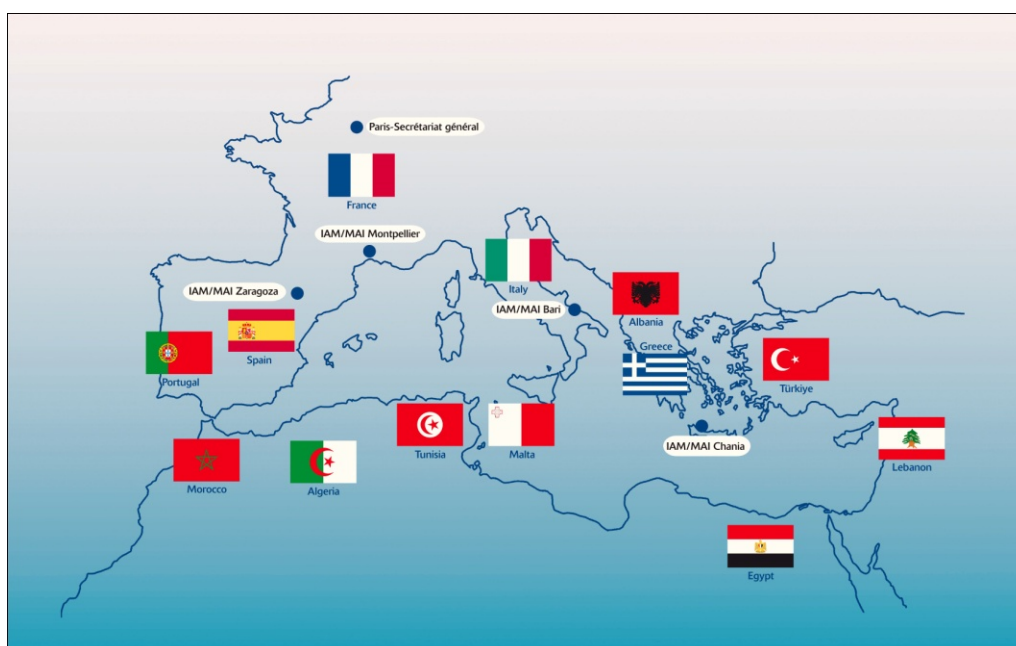 Paris-Secrétariat général
France
IAM/MAI Montpellier
Italy
IAM/MAI Zaragoza
IAM/MAI Bari
Albania
Greece
Spain
Portugal
Türkiye
Tunisia
Malta
IAM/MAI Chania
Lebanon
Morocco
Algeria
Egypt